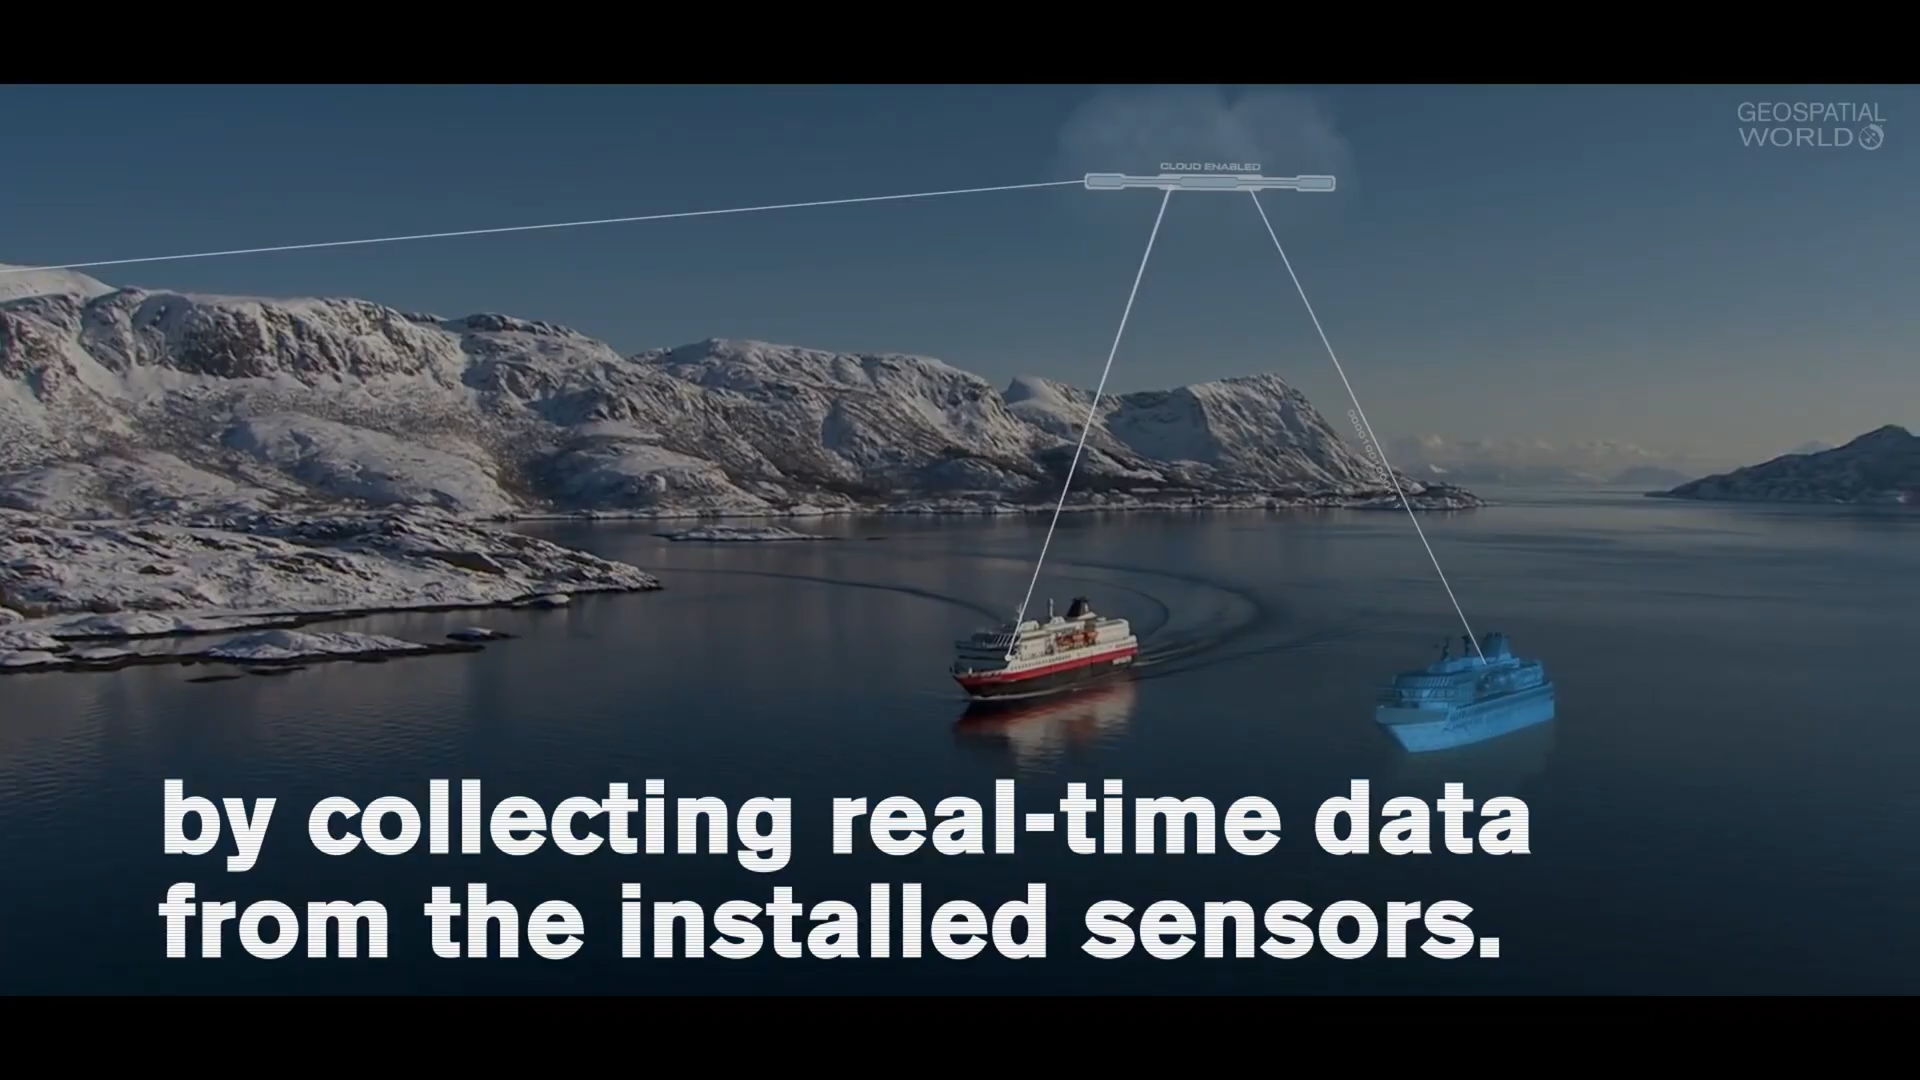 GEOSPATIAL
WORLD
CLOUD ENABLED
by collecting real-time data
from the installed sensors.